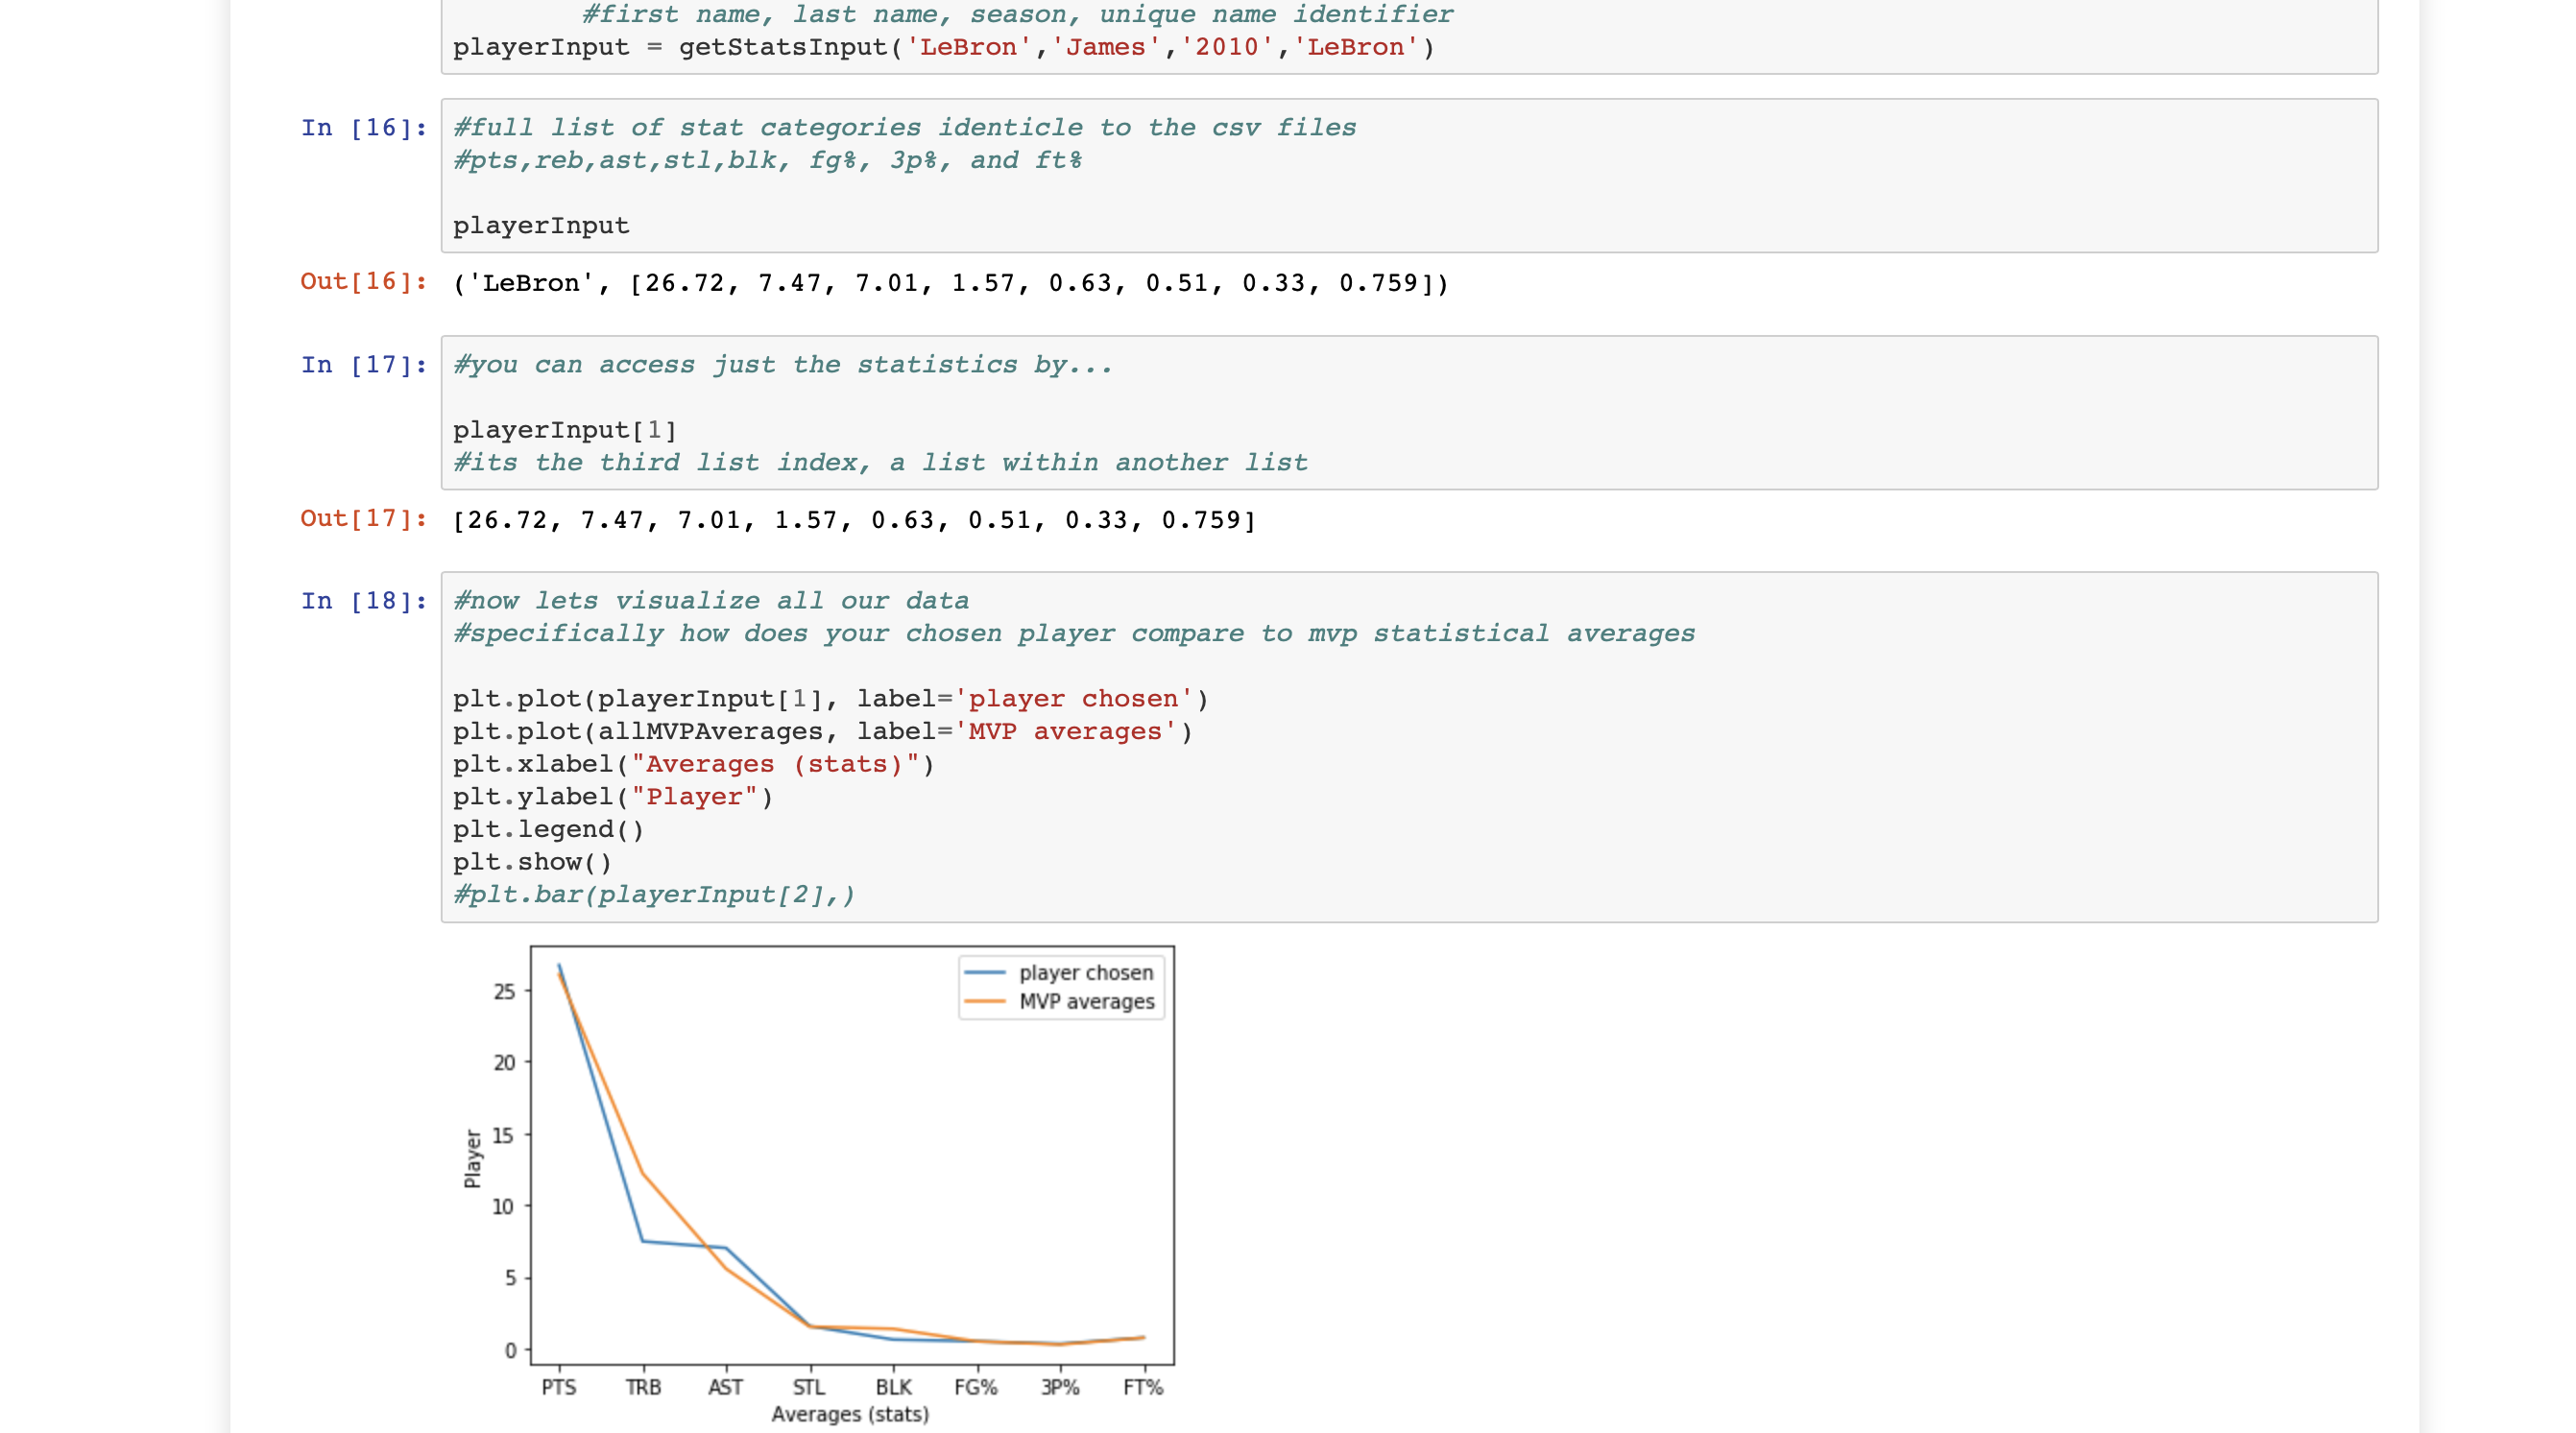 #first name, last name, season, unique name identifier
playerInput = getStatsInput('LeBron','James','2010','LeBron')
In [16]:
#full list of stat categories identicle to the csv files
#pts,reb,ast,stl,blk, fg%, 3p%, and ft%
playerInput
Out[16]: ('LeBron', [26.72, 7.47, 7.01, 1.57, 0.63, 0.51, 0.33, 0.759])
In [17]:
#you can access just the statistics by...
playerInput[1]
#its the third list index, a list within another list
Out[17]: [26.72, 7.47, 7.01, 1.57, 0.63, 0.51, 0.33, 0.759]
In [18]:
#now lets visualize all our data
#specifically how does your chosen player compare to mvp statistical averages
plt.plot(playerInput[1], label='player chosen')
plt.plot(allMVPAverages, label='MVP averages')
plt.xlabel("Averages (stats)")
plt.ylabel("Player")
plt.legend()
plt.show()
#plt.bar(playerInput[2],)
player chosen
MVP averages
25
20
15
10
5
0
Player
PTS TRB AST STL BLK FG% 3P% FT%
Averages (stats)